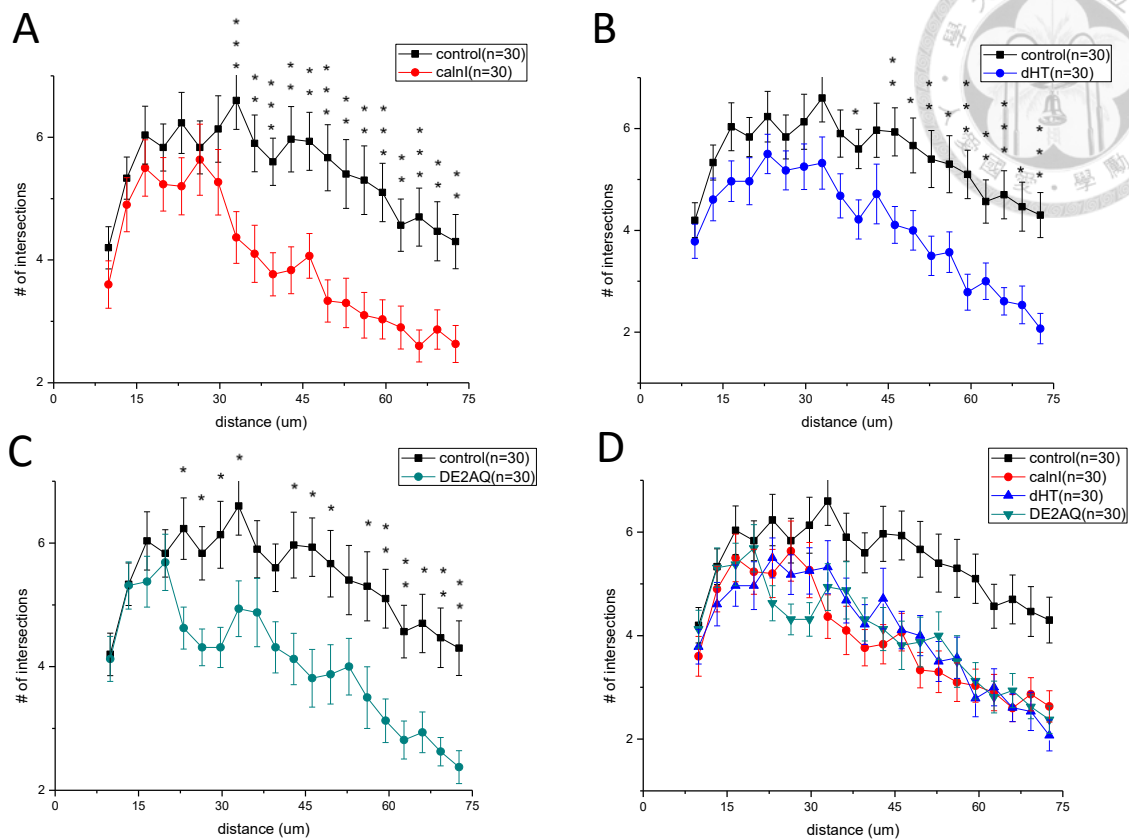 A
control(n=30)
calnI(n=30)
# of intersections
6
4
2
0
15
30
45
60
75
distance (um)
B
control(n=30)
dHT(n=30)
# of intersections
6
4
2
0
15
30
45
60
75
distance (um)
C
control(n=30)
DE2AQ(n=30)
# of intersections
6
4
2
0
15
30
45
60
75
distance (um)
D
control(n=30)
calnI(n=30)
dHT(n=30)
DE2AQ(n=30)
# of intersections
6
4
2
0
15
30
45
60
75
distance (um)